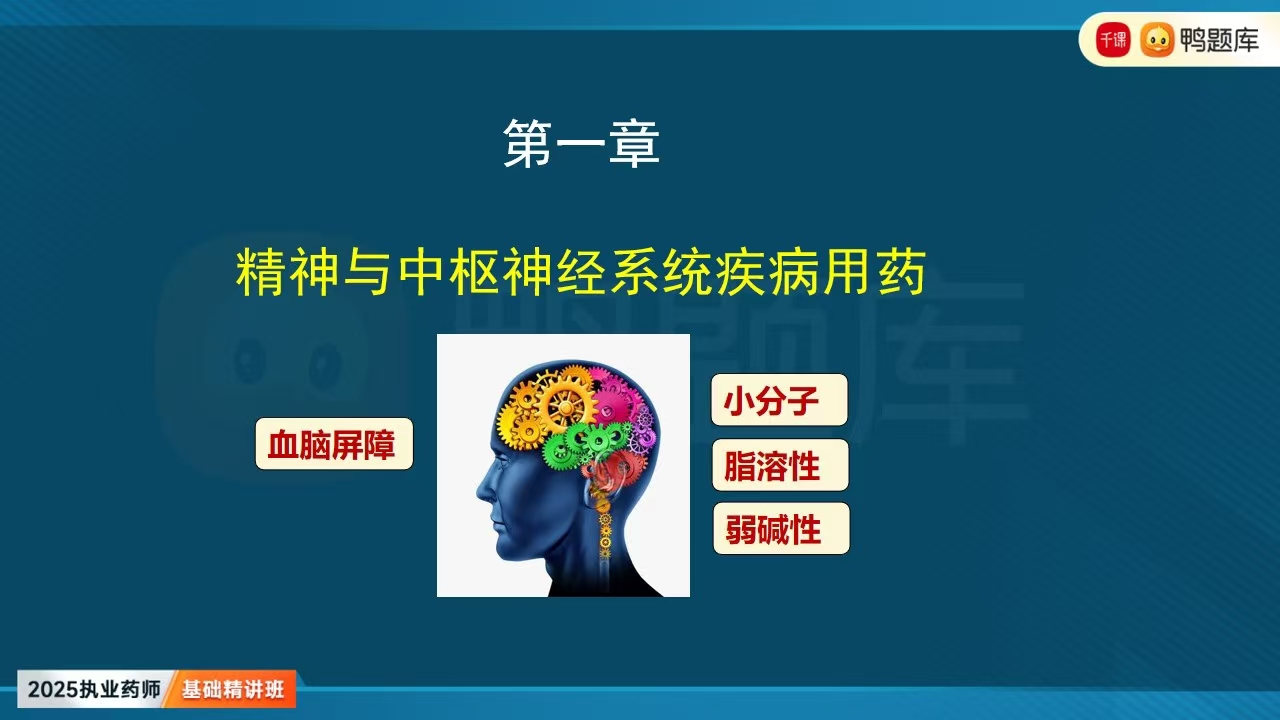 千课 鸭题库
第一章
精神与中枢神经系统疾病用药
血脑屏障
小分子
脂溶性
弱碱性
鸭题库
2025执业药师 基础精讲班